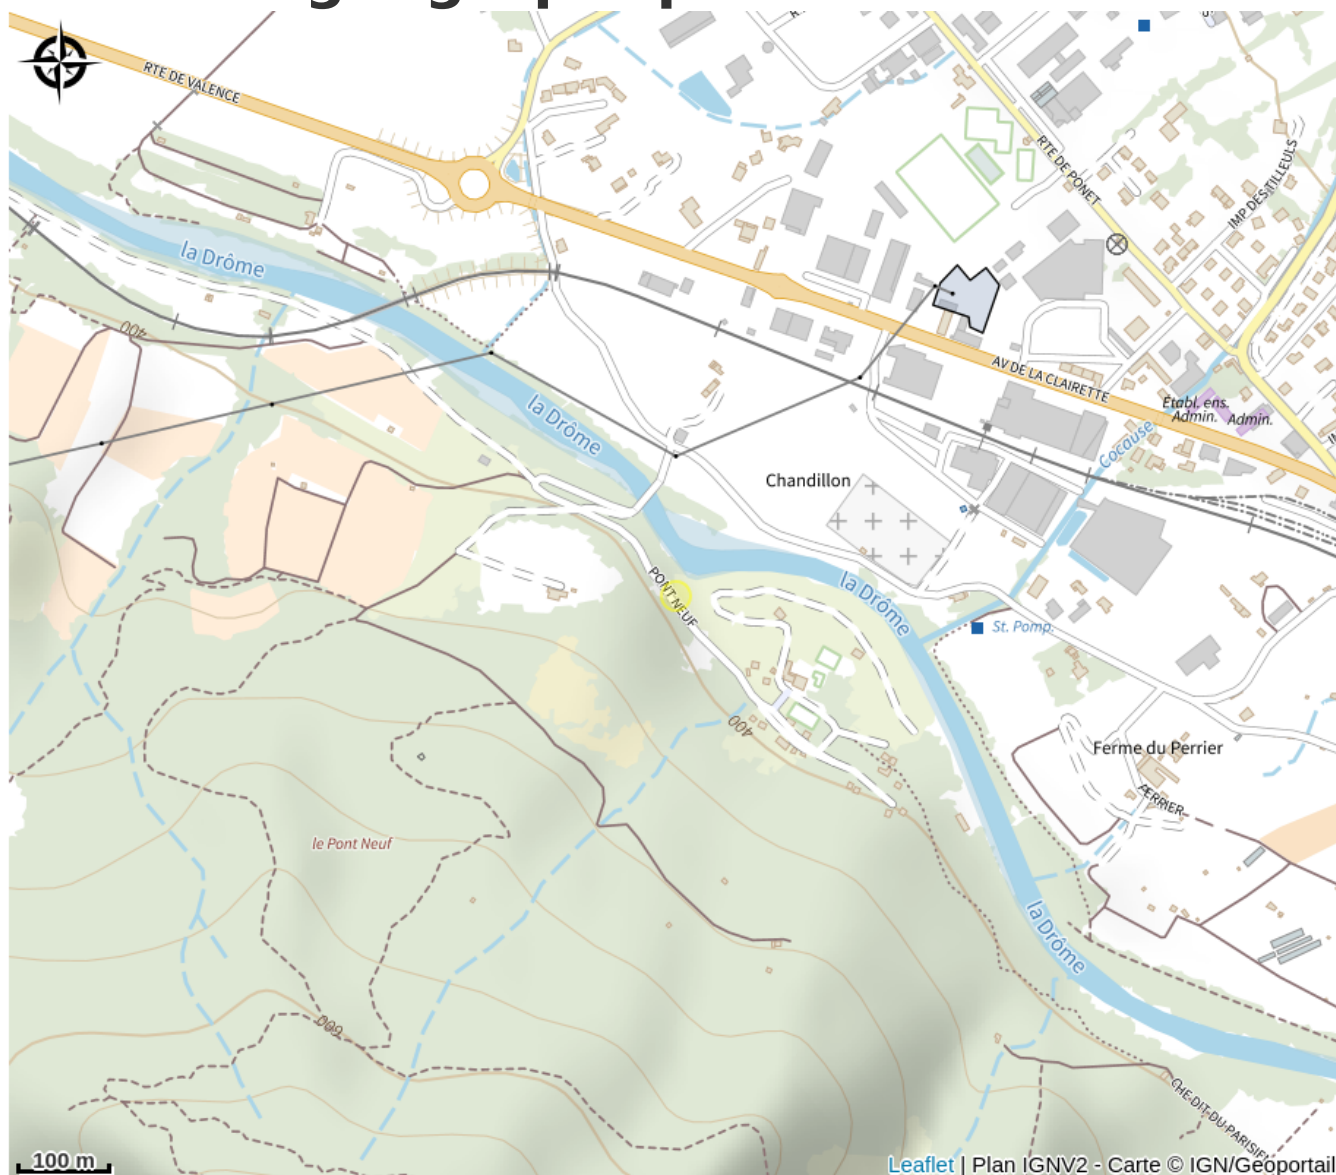 RTE DE VALENCE
RTE DE PONET
IMP DES TILLEULS
la Drôme
400
la Drôme
AV DE LA CLAIRETTE
Établ. ens.
Admin.
Admin.
Cocause
Chandillon
PONT NEUF
la Drôme
St. Pomp.
400
Ferme du Perrier
le Pont Neuf
la Drôme
600
CHE DIT DU PARISIEN
100 m
Leaflet | Plan IGNV2 - Carte © IGN/Geoportail